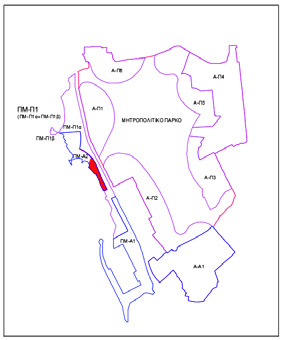 Α-Π6
Α-Π4
Α-Π5
ΠΜ-Π1
(ΠΜ-Π1α+ΠΜ-Π1β)
Α-Π1
ΜΗΤΡΟΠΟΛΙΤΙΚΟ ΠΑΡΚΟ
ΠΜ-Π1α
ΠΜ-Π1β
ΠΜ-Α2
Α-Π3
Α-Π2
ΠΜ-Α1
Α-Α1